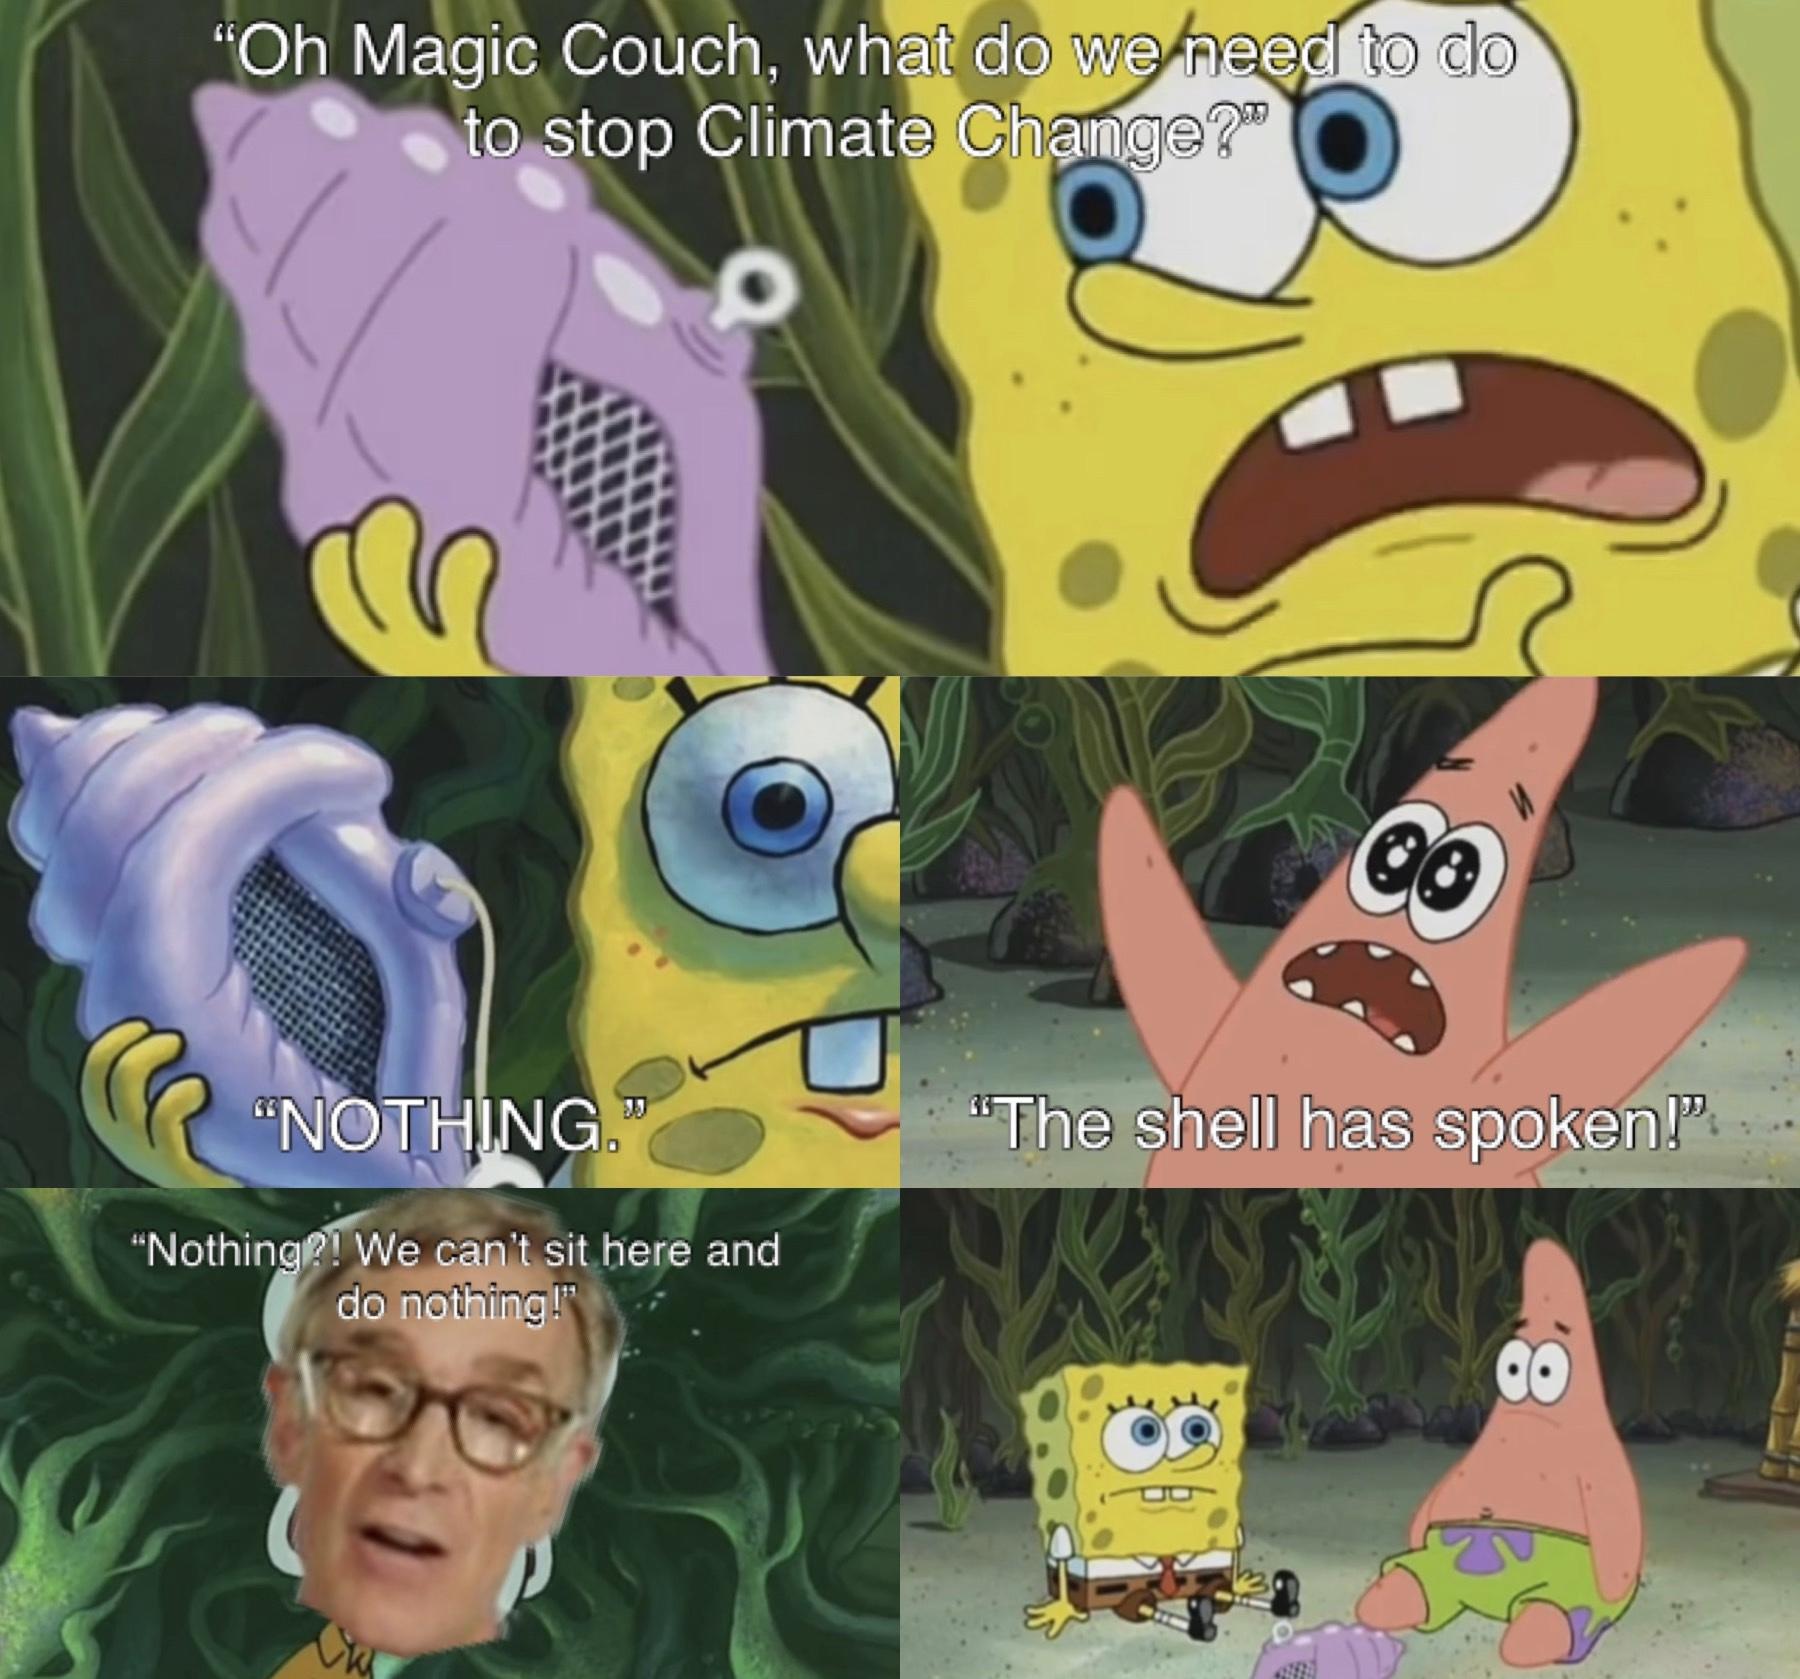 “Oh Magic Couch, what do we need to do
to stop Climate Change?”
“NOTHING.”
“The shell has spoken!”
“Nothing?! We can’t sit here and
do nothing!”